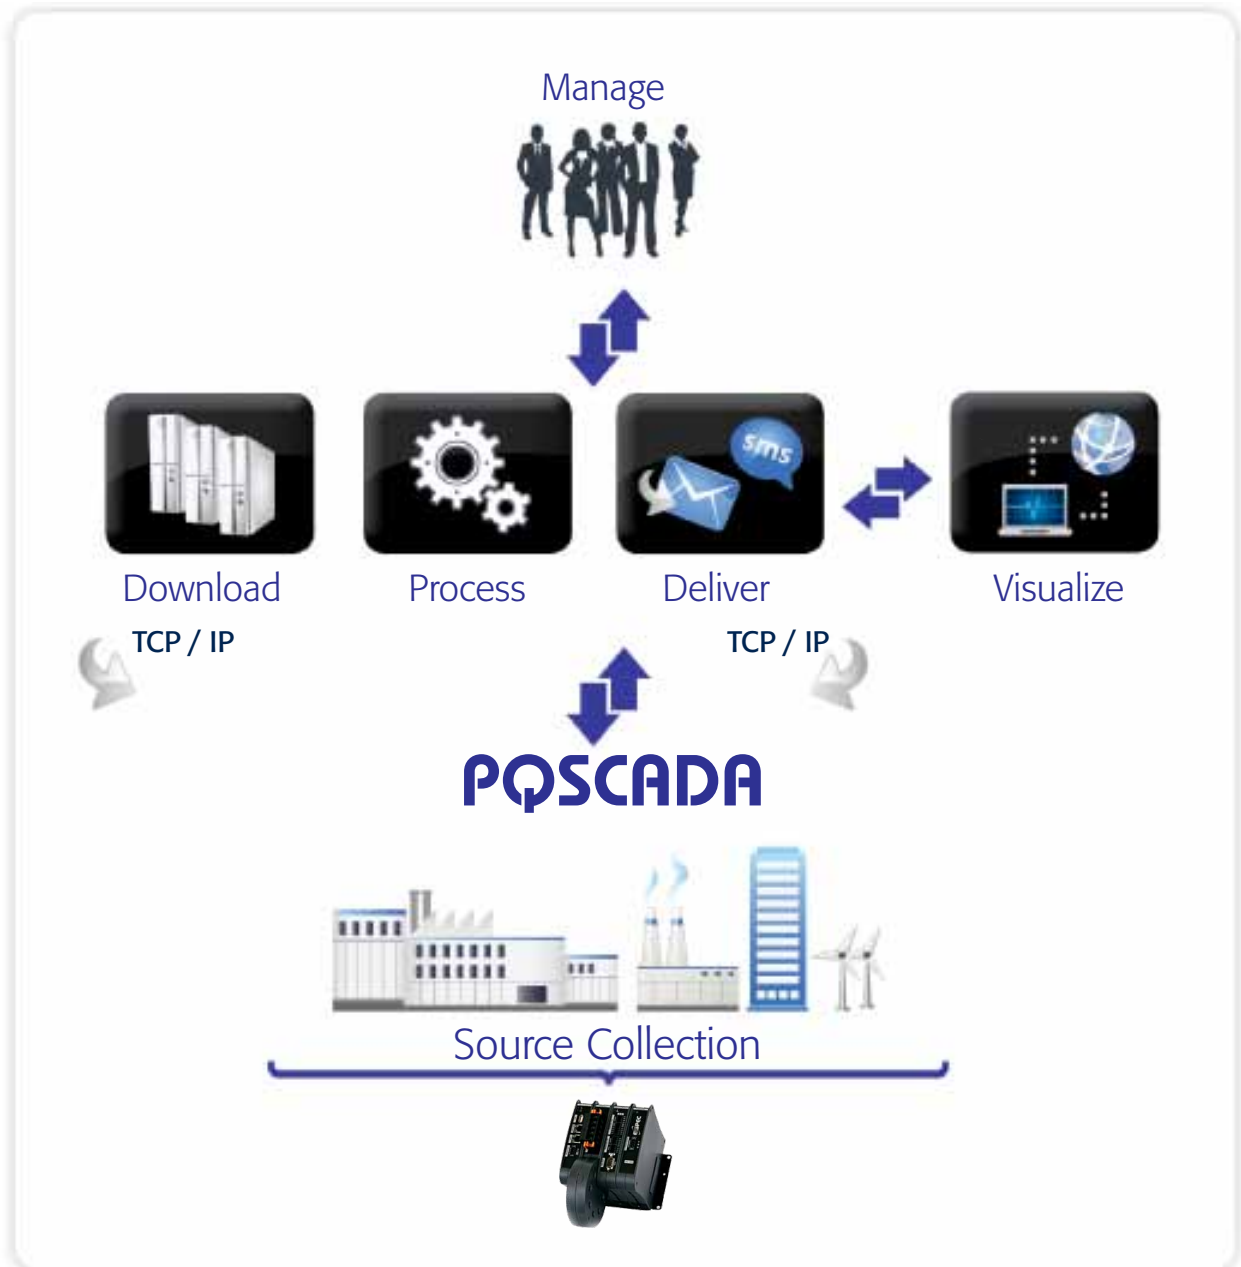 Manage
sms
Download
Process
Deliver
Visualize
TCP / IP
TCP / IP
PQSCADA
Source Collection